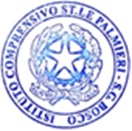 ISTITUTO COMPRENSIVO ST.LE PALMIERI - S.G. BOSCO